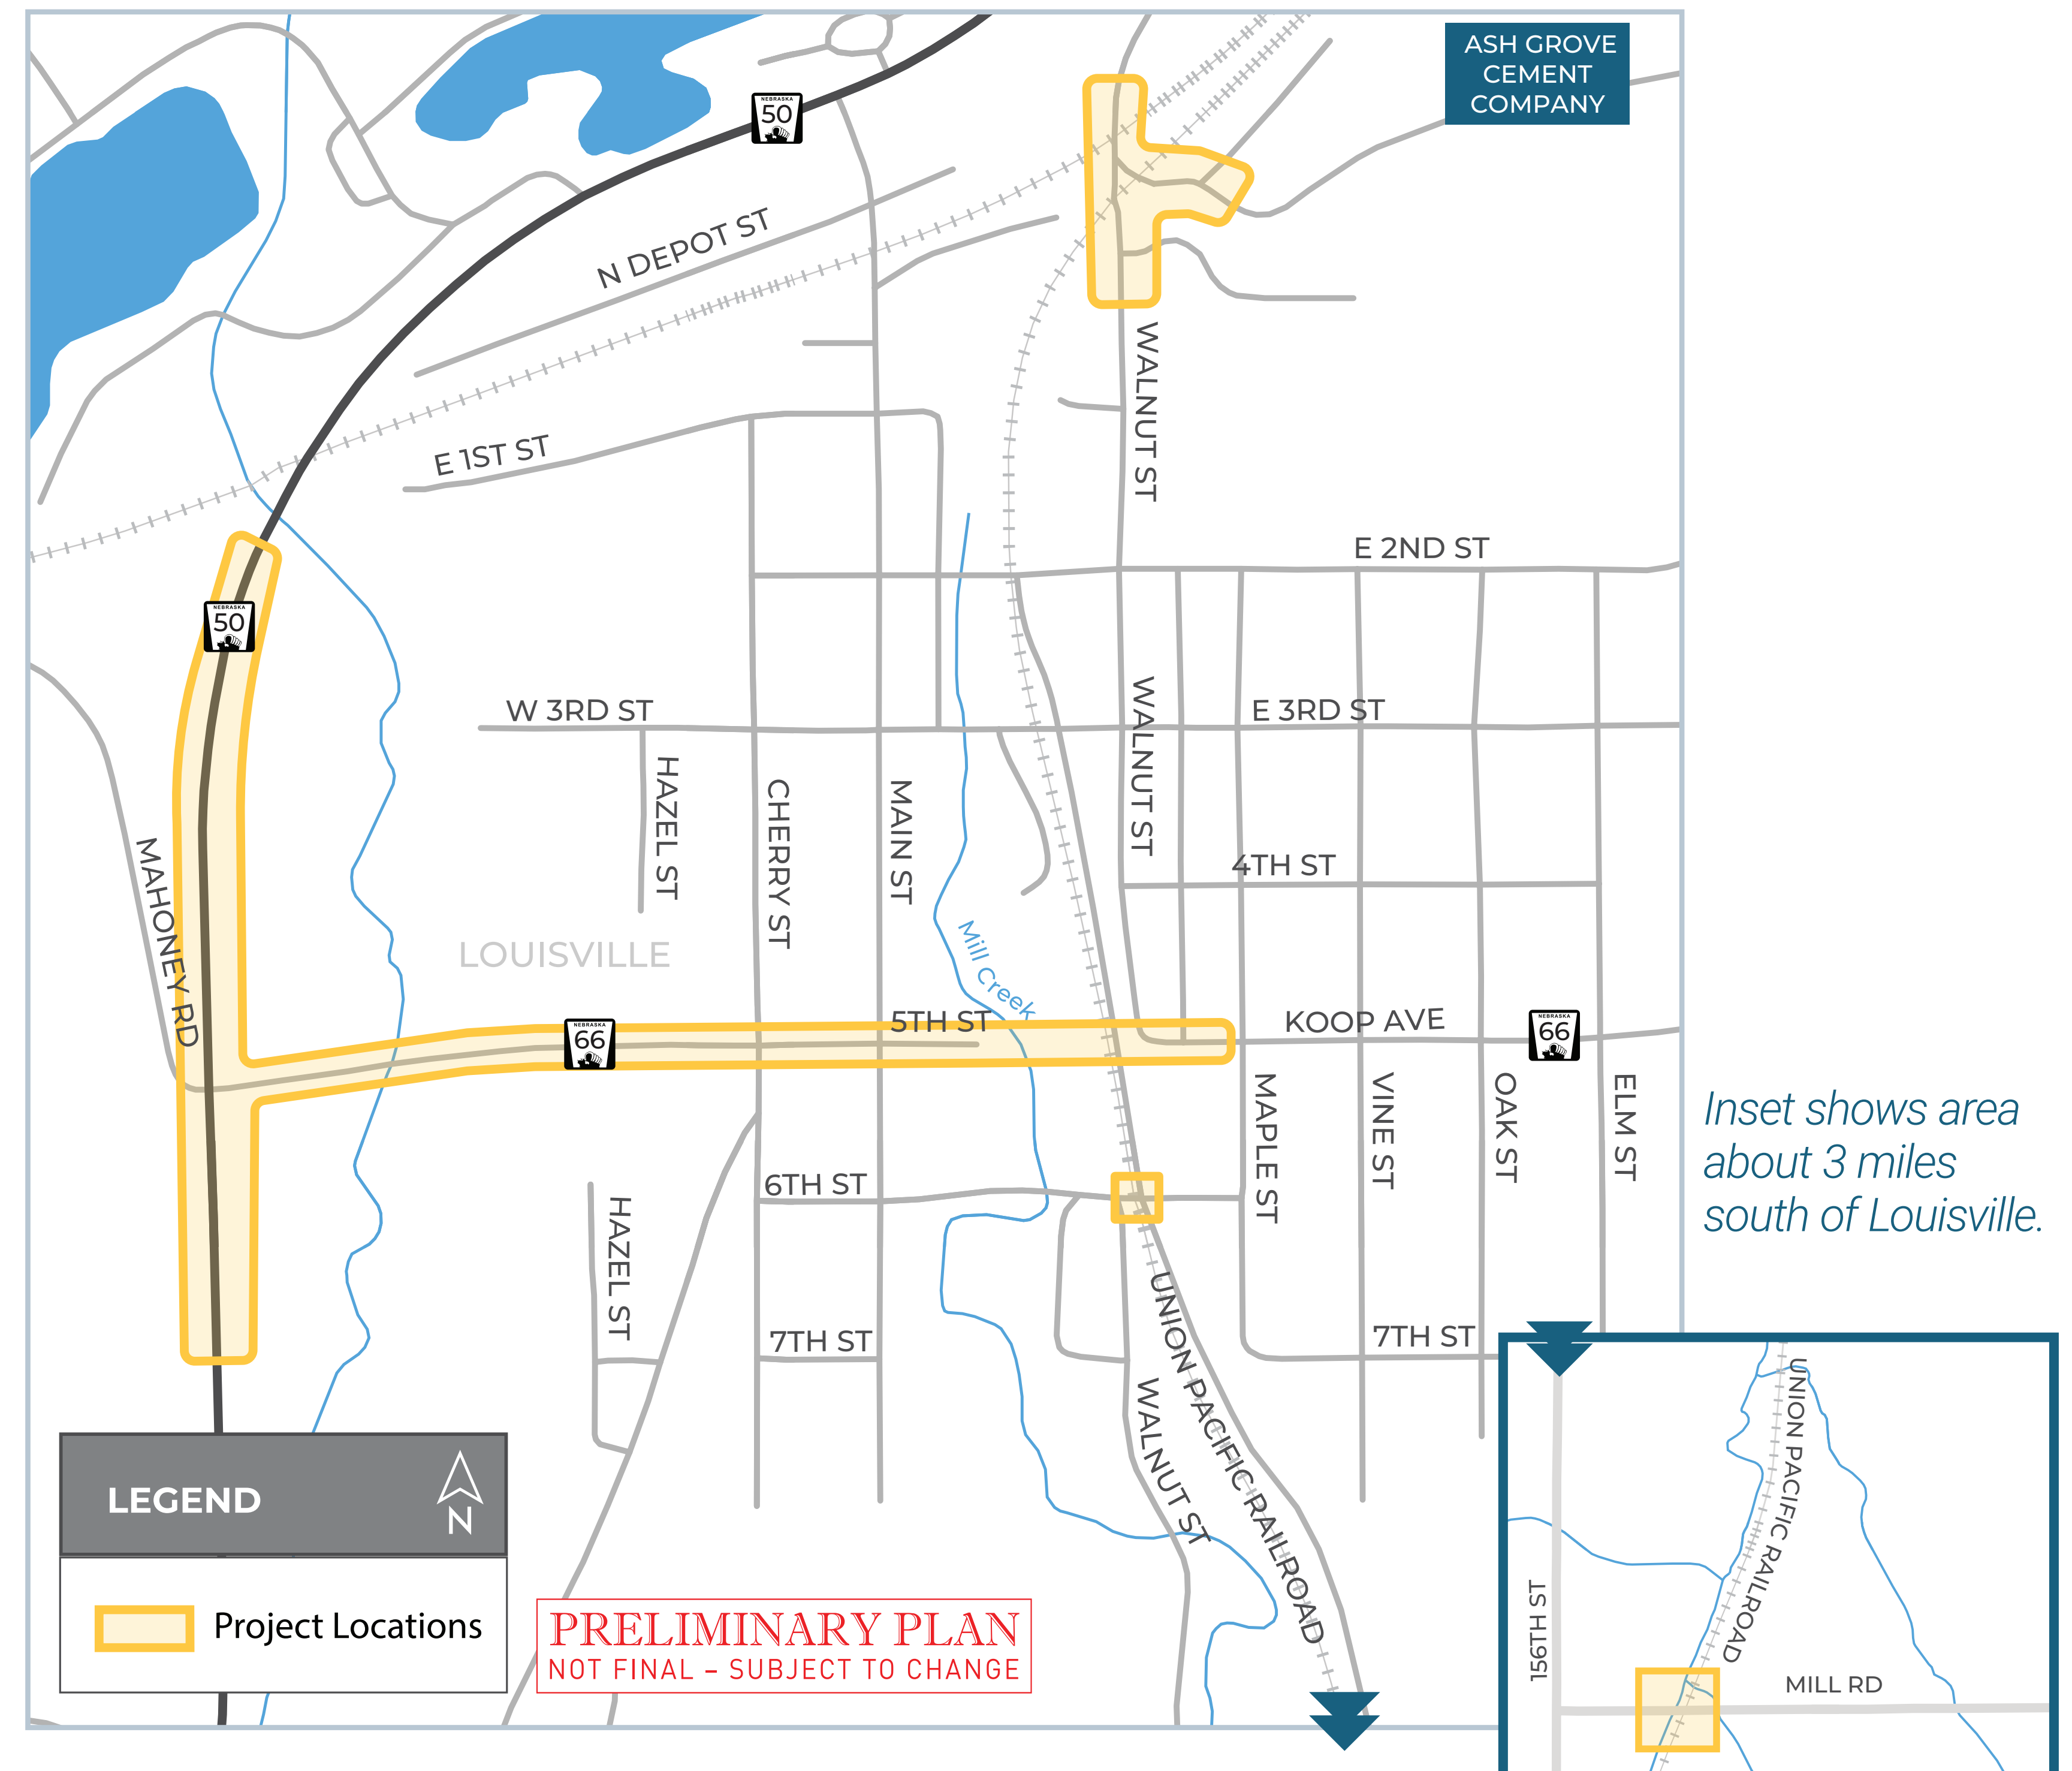 ASH GROVE
CEMENT
COMPANY
NEBRASKA
50
N DEPOT ST
WALNUT ST
E 1ST ST
E 2ND ST
NEBRASKA
50
W 3RD ST
E 3RD ST
WALNUT ST
HAZEL ST
CHERRY ST
MAIN ST
4TH ST
MAHONEY RD
LOUISVILLE
Mill Creek
5TH ST
KOOP AVE
NEBRASKA
66
NEBRASKA
66
MAPLE ST
VINE ST
OAK ST
ELM ST
Inset shows area
about 3 miles
south of Louisville.
6TH ST
HAZEL ST
7TH ST
7TH ST
UNION PACIFIC RAILROAD
WALNUT ST
LEGEND
N
Project Locations
PRELIMINARY PLAN
NOT FINAL – SUBJECT TO CHANGE
UNION PACIFIC RAILROAD
156TH ST
MILL RD